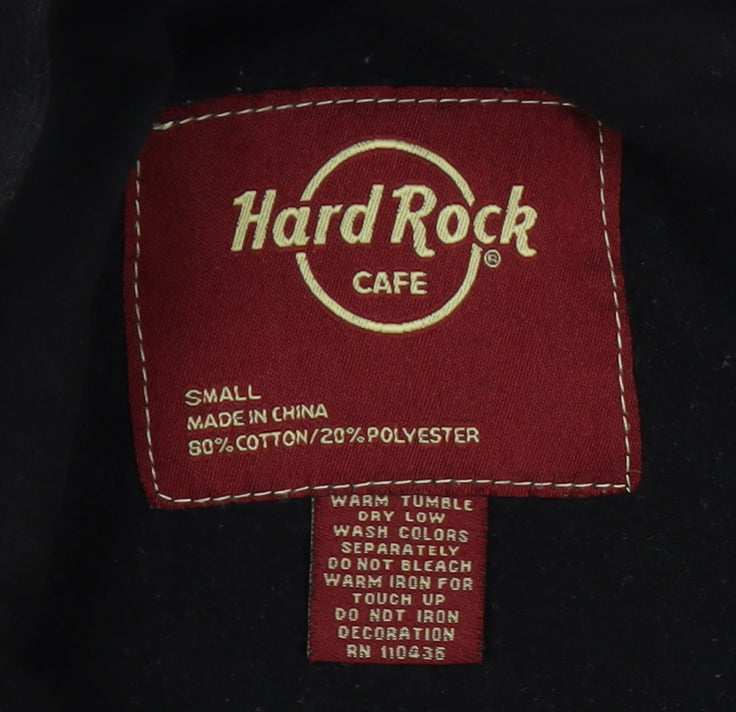 Hard Rock
CAFE
®
SMALL
MADE IN CHINA
80% COTTON/20% POLYESTER
WARM TUMBLE
DRY LOW
WASH COLORS
SEPARATELY
DO NOT BLEACH
WARM IRON FOR
TOUCH UP
DO NOT IRON
DECORATION
RN